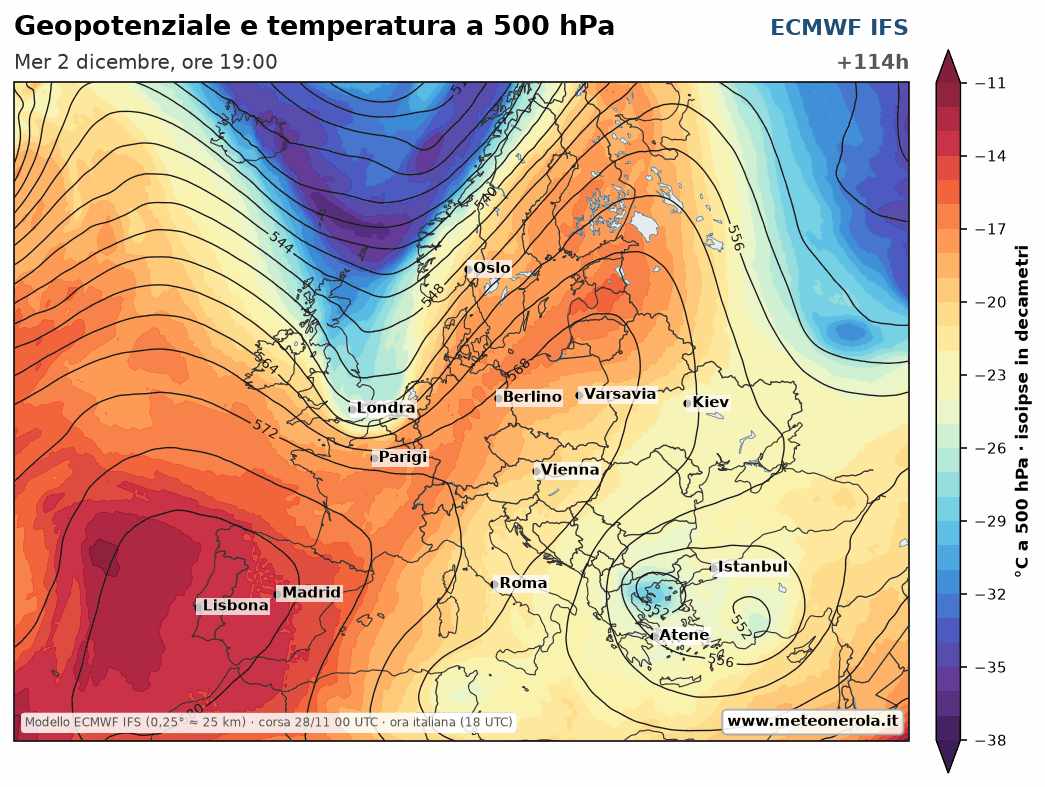 Geopotenziale e temperatura a 500 hPa
ECMWF IFS
Mer 2 dicembre, ore 19:00
+114h
540
544
556
548
Oslo
564
568
Londra
Berlino
Varsavia
Kiev
572
Parigi
Vienna
Istanbul
Roma
Madrid
Lisbona
552
552
Atene
556
Modello ECMWF IFS (0,25° ≈ 25 km) · corsa 28/11 00 UTC · ora italiana (18 UTC)
www.meteonerola.it
−11
−14
−17
−20
−23
−26
−29
−32
−35
−38
°C a 500 hPa · isoipse in decametri